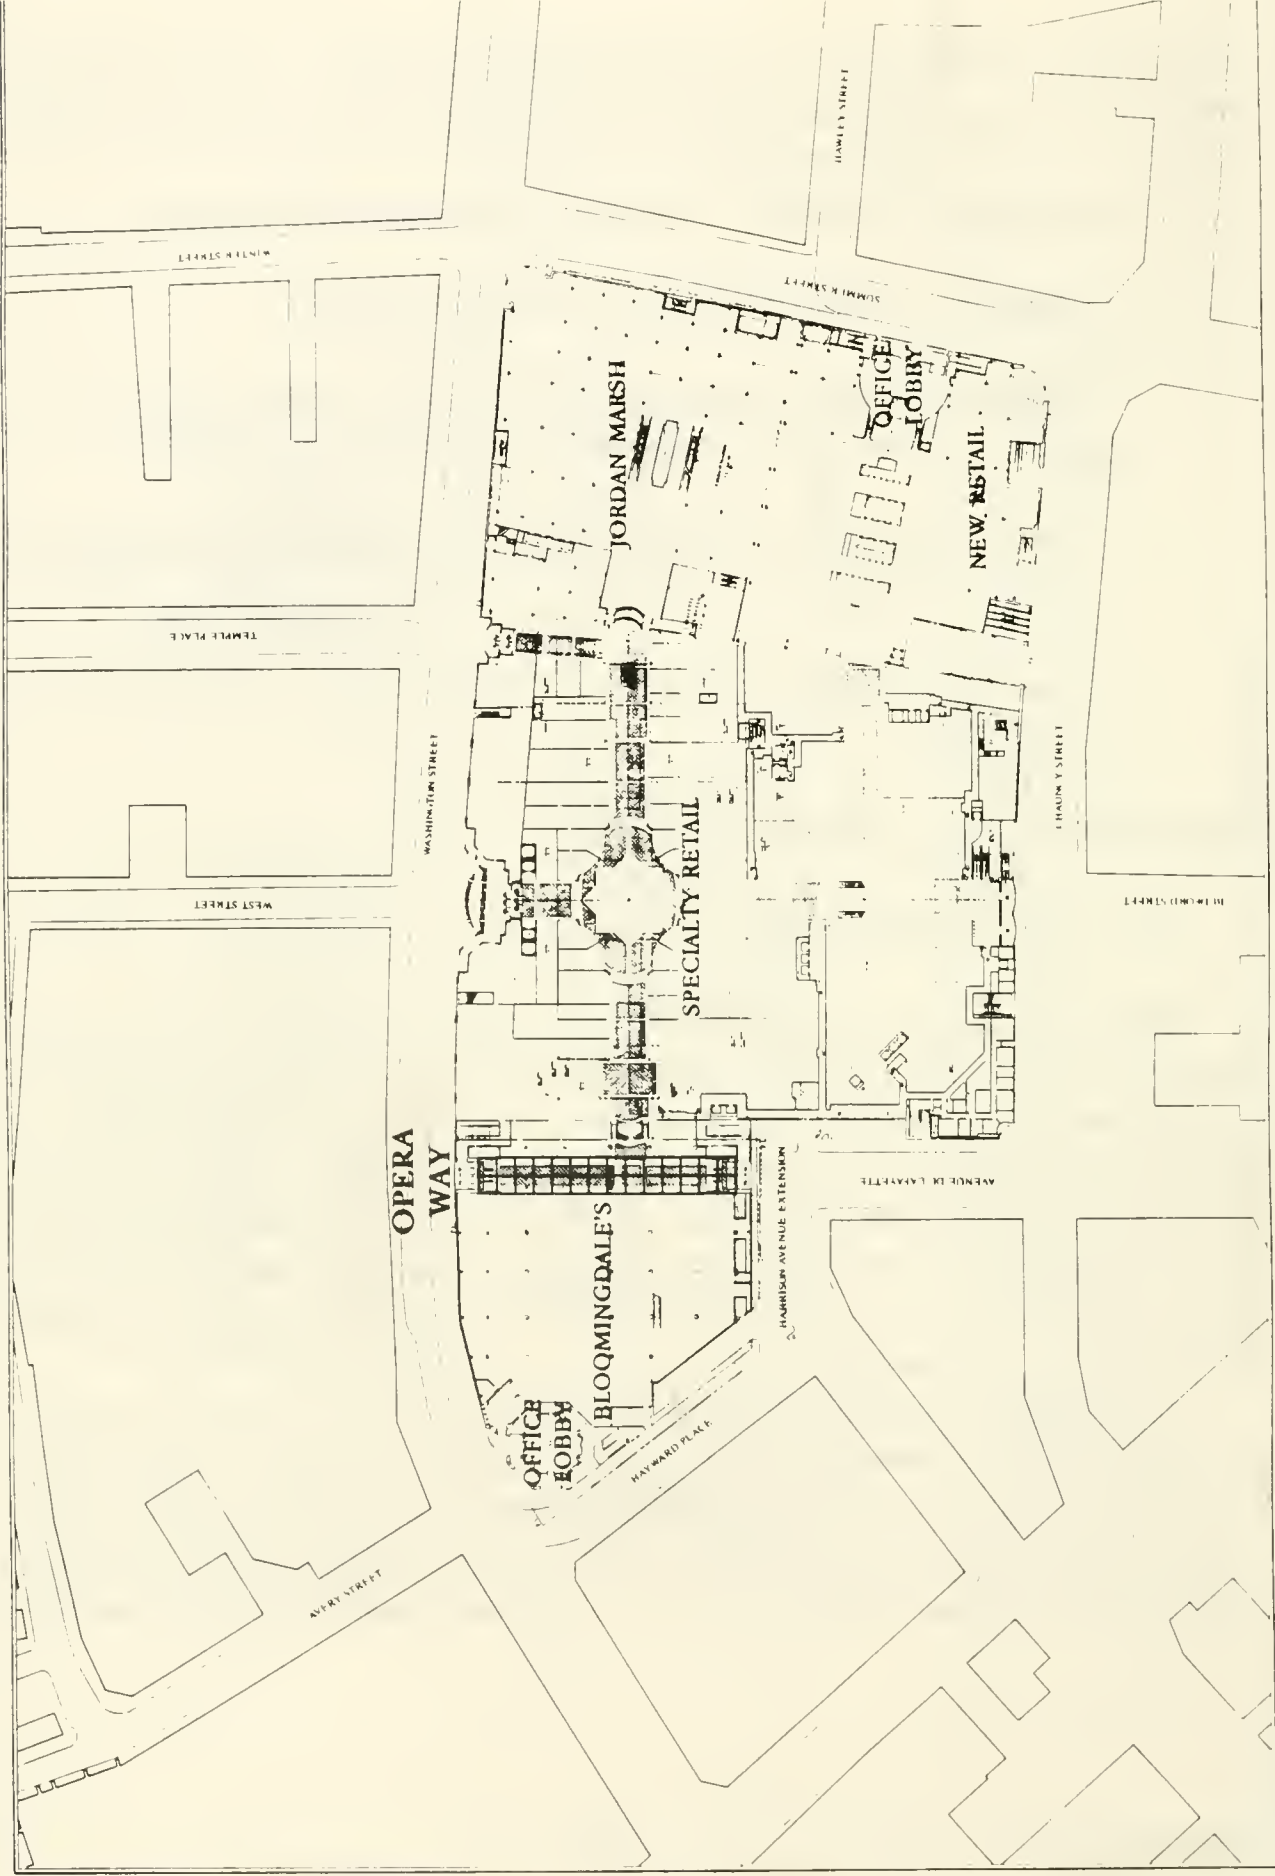 WINTER STREET
HAWLEY STREET
SUMMER STREET
JORDAN MARSH
OFFICE
LOBBY
NEW RETAIL
TEMPLE PLACE
WASHINGTON STREET
CHAUNCY STREET
WEST STREET
SPECIALTY RETAIL
BEDFORD STREET
OPERA
WAY
BLOOMINGDALE'S
HARRISON AVENUE EXTENSION
AVENUE DE LAFAYETTE
OFFICE
LOBBY
HAYWARD PLACE
AVERY STREET